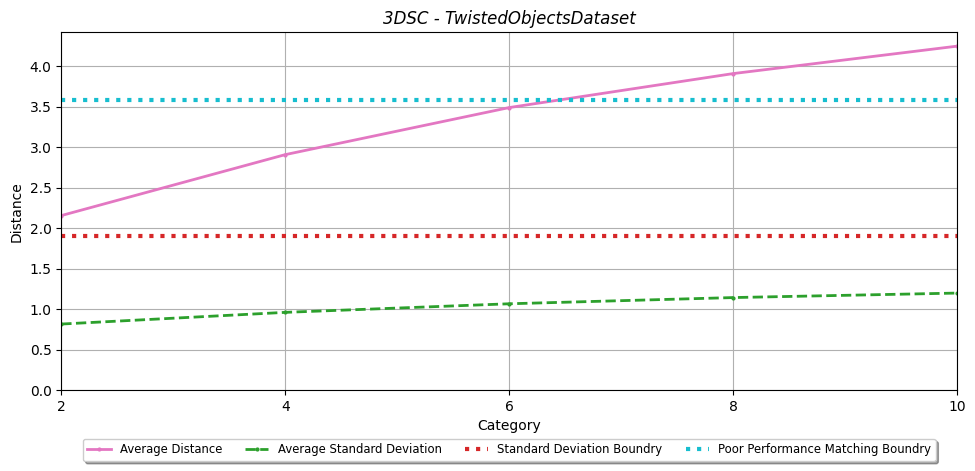 3DSC - TwistedObjectsDataset
4.0
3.5
3.0
2.5
2.0
1.5
1.0
0.5
0.0
Distance
2 4 6 8 10
Category
Average Distance Average Standard Deviation Standard Deviation Boundry Poor Performance Matching Boundry